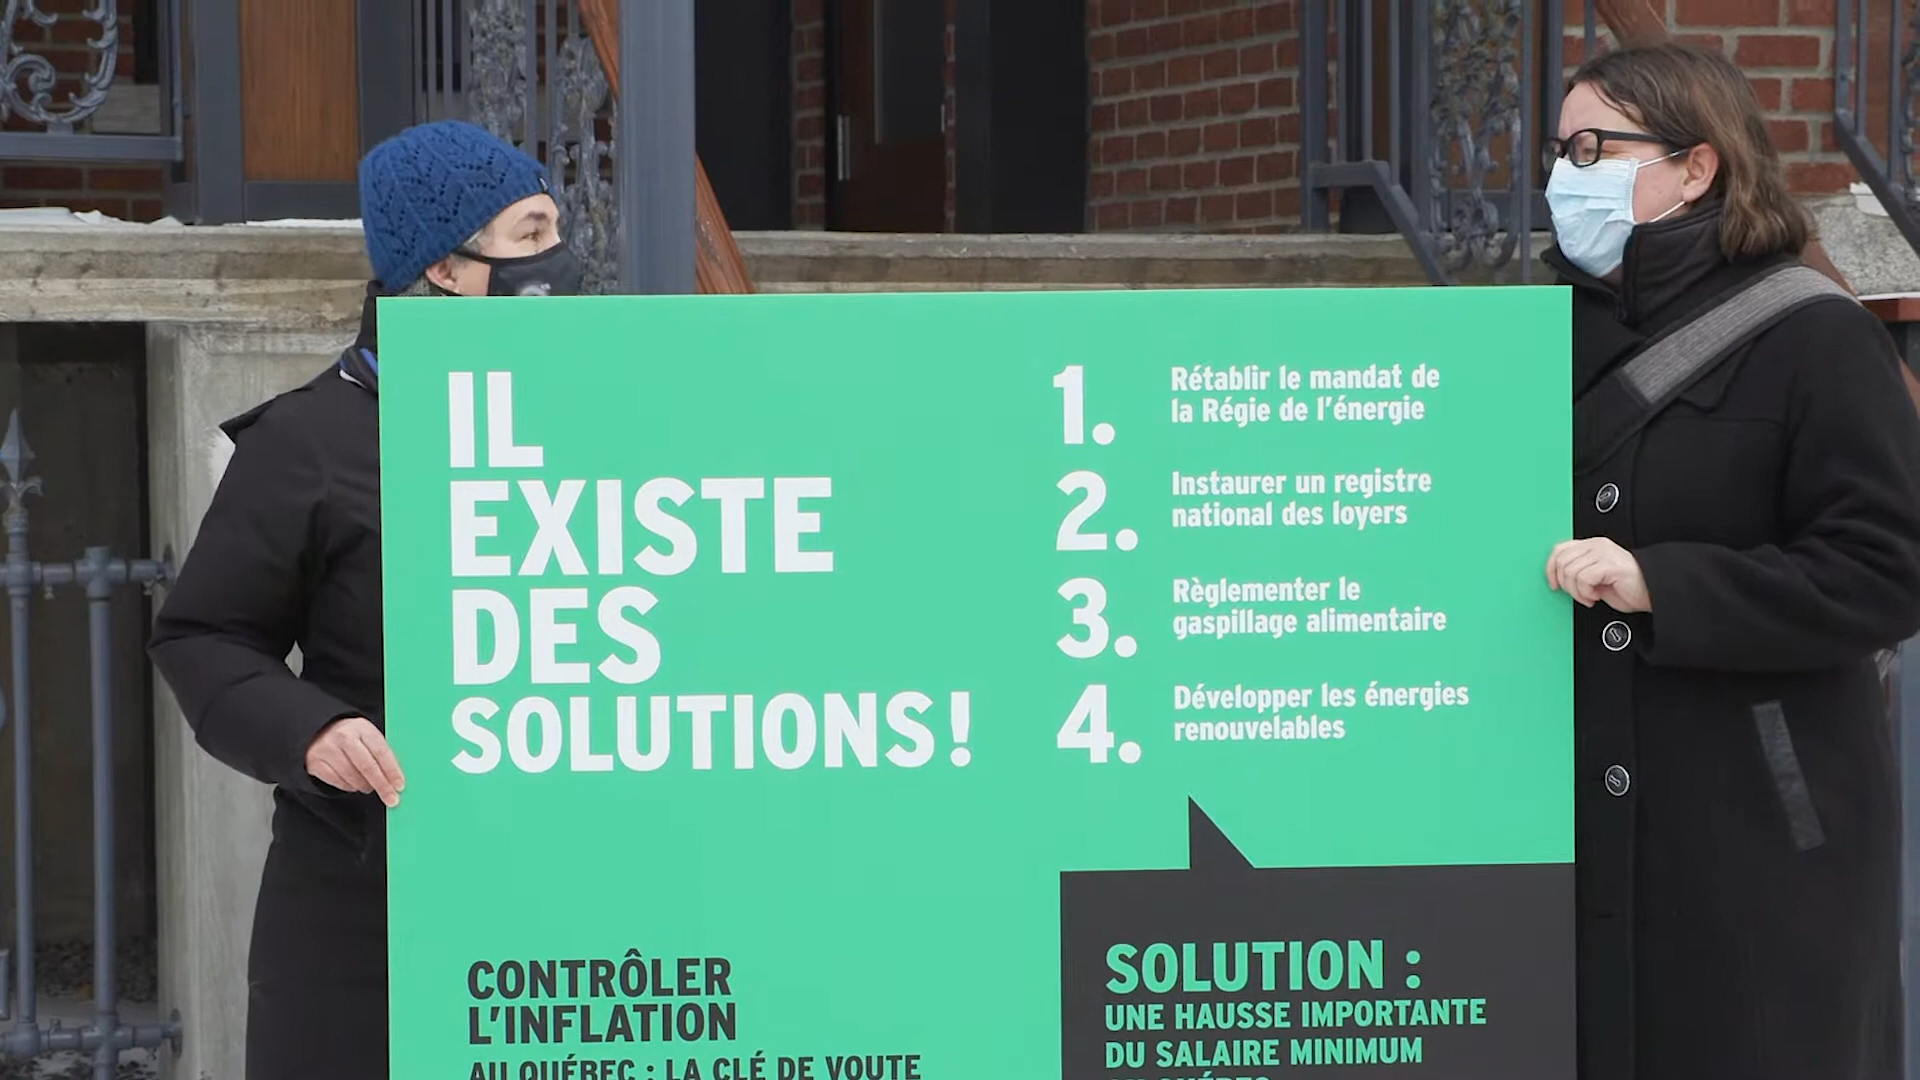 IL
EXISTE
DES
SOLUTIONS!
1. Rétablir le mandat de
la Régie de l'énergie
2. Instaurer un registre
national des loyers
3. Règlementer le
gaspillage alimentaire
4. Développer les énergies
renouvelables
CONTRÔLER
L'INFLATION
AU QUÉBEC : LA CLÉ DE VOUTE
SOLUTION :
UNE HAUSSE IMPORTANTE
DU SALAIRE MINIMUM
AU QUÉBEC